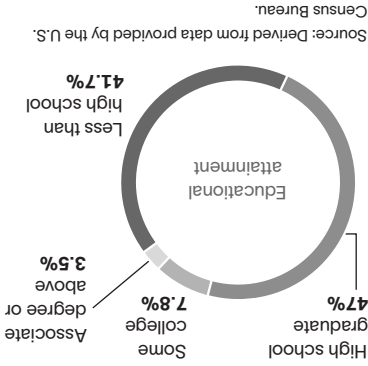 High school
graduate
47%
Some
college
7.8%
Associate
degree or
above
3.5%
Educational
attainment
Less than
high school
41.7%
Source: Derived from data provided by the U.S.
Census Bureau.